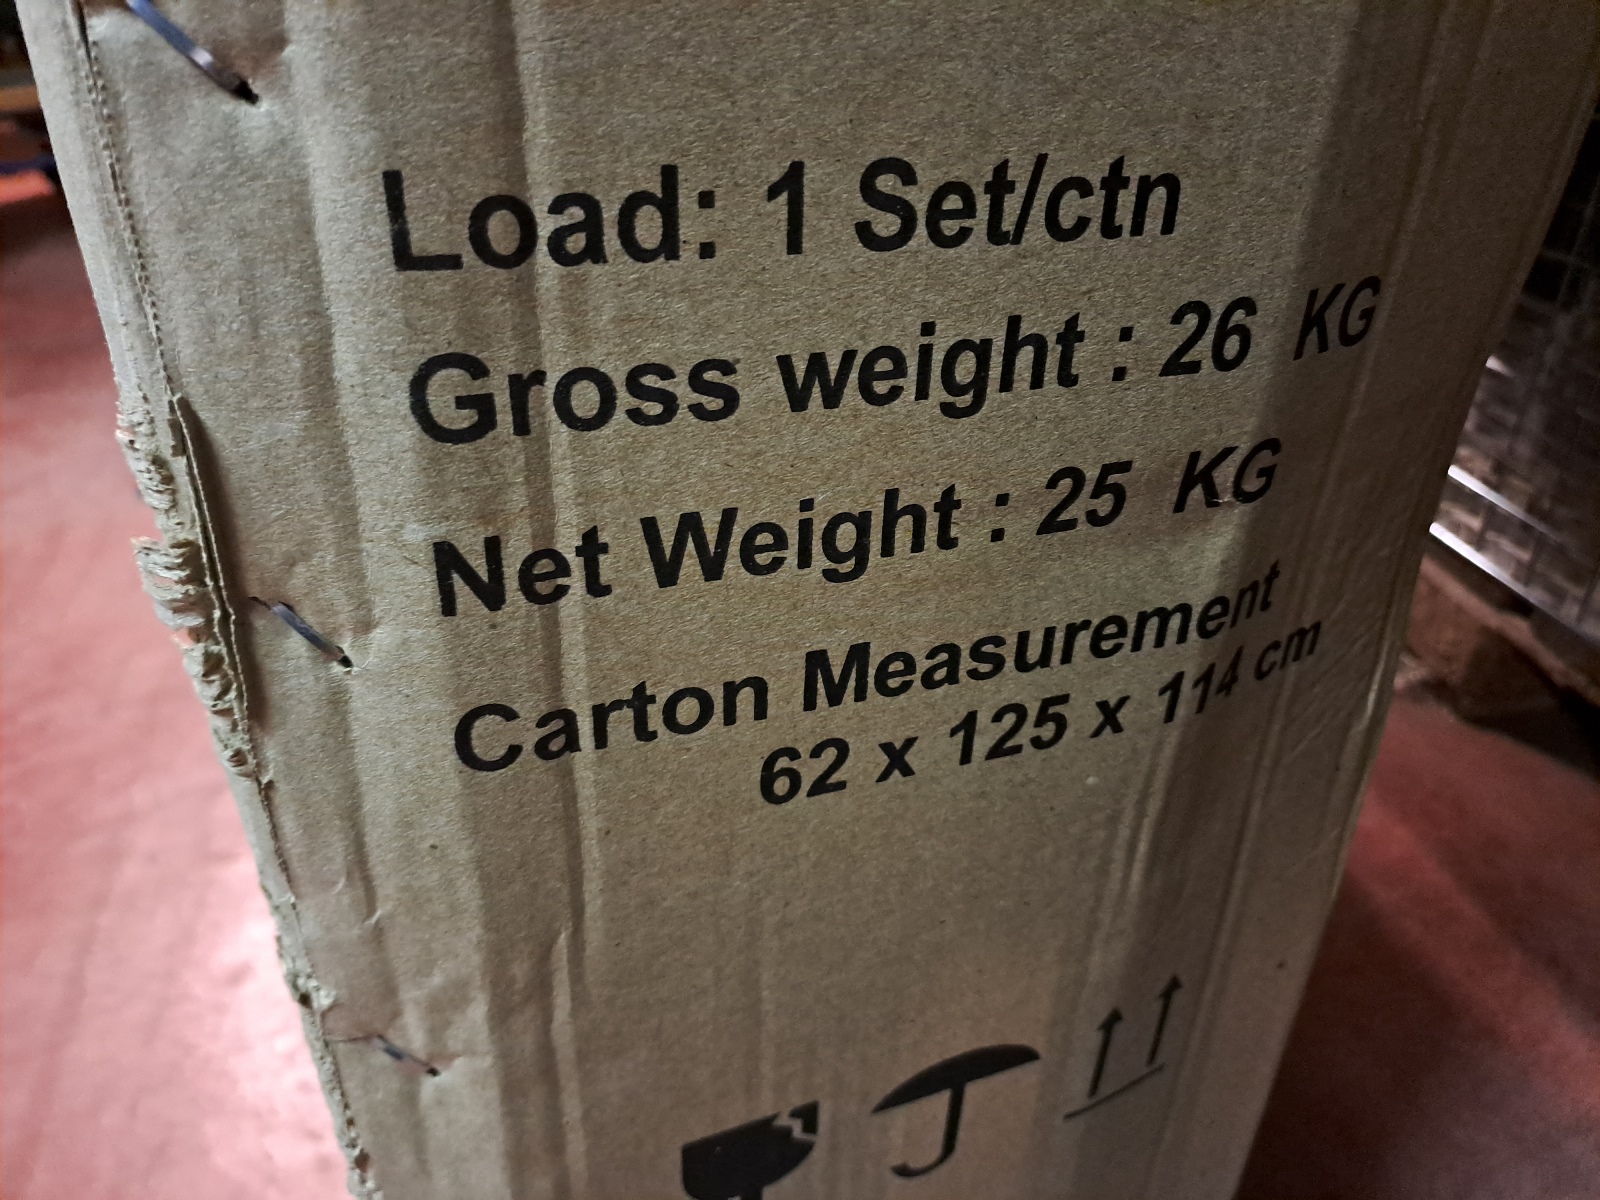 Load: 1 Set/ctn
Gross weight : 26 KG
Net Weight : 25 KG
Carton Measurement
62 x 125 x 114 cm